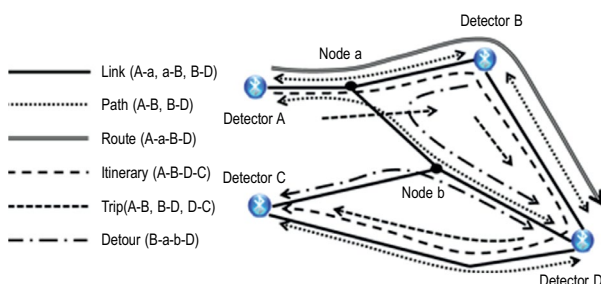 Detector B
Node a
Link (A-a, a-B, B-D)
Path (A-B, B-D)
Detector A
Route (A-a-B-D)
Itinerary (A-B-D-C)
Detector C
Trip(A-B, B-D, D-C)
Node b
Detour (B-a-b-D)
Detector D